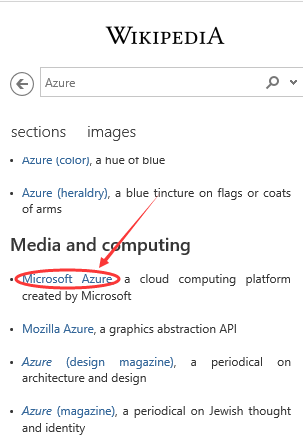 WIKIPEDIA
Azure
sections images
Azure (color), a hue of blue
Azure (heraldry), a blue tincture on flags or coats
of arms
Media and computing
Microsoft Azure, a cloud computing platform
created by Microsoft
Mozilla Azure, a graphics abstraction API
Azure (design magazine), a periodical on
architecture and design
Azure (magazine), a periodical on Jewish thought
and identity